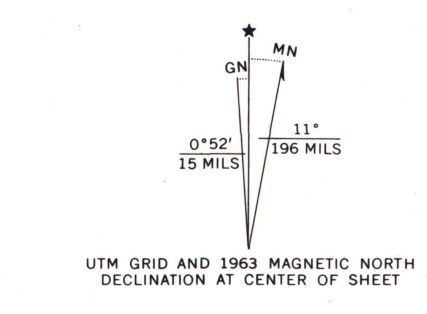 MN
GN
0°52'
15 MILS
11°
196 MILS
UTM GRID AND 1963 MAGNETIC NORTH
DECLINATION AT CENTER OF SHEET